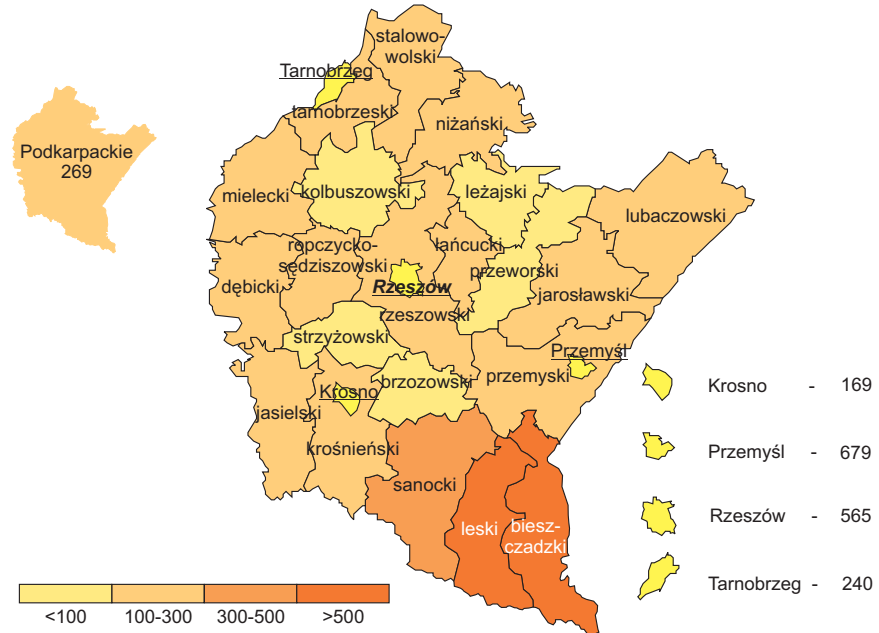 stalowo-
wolski
Tarnobrzeg
tarnobrzeski
niżański
Podkarpackie
269
mielecki
kolbuszowski
leżajski
lubaczowski
ropczycko-
sędziszowski
łańcucki
dębicki
przeworski
Rzeszów
jarosławski
rzeszowski
strzyżowski
Przemyśl
Krosno
brzozowski
przemyski
jasielski
krośnieński
sanocki
leski
biesz-
czadzki
Krosno - 169
Przemyśl - 679
Rzeszów - 565
Tarnobrzeg - 240
<100 100-300 300-500 >500